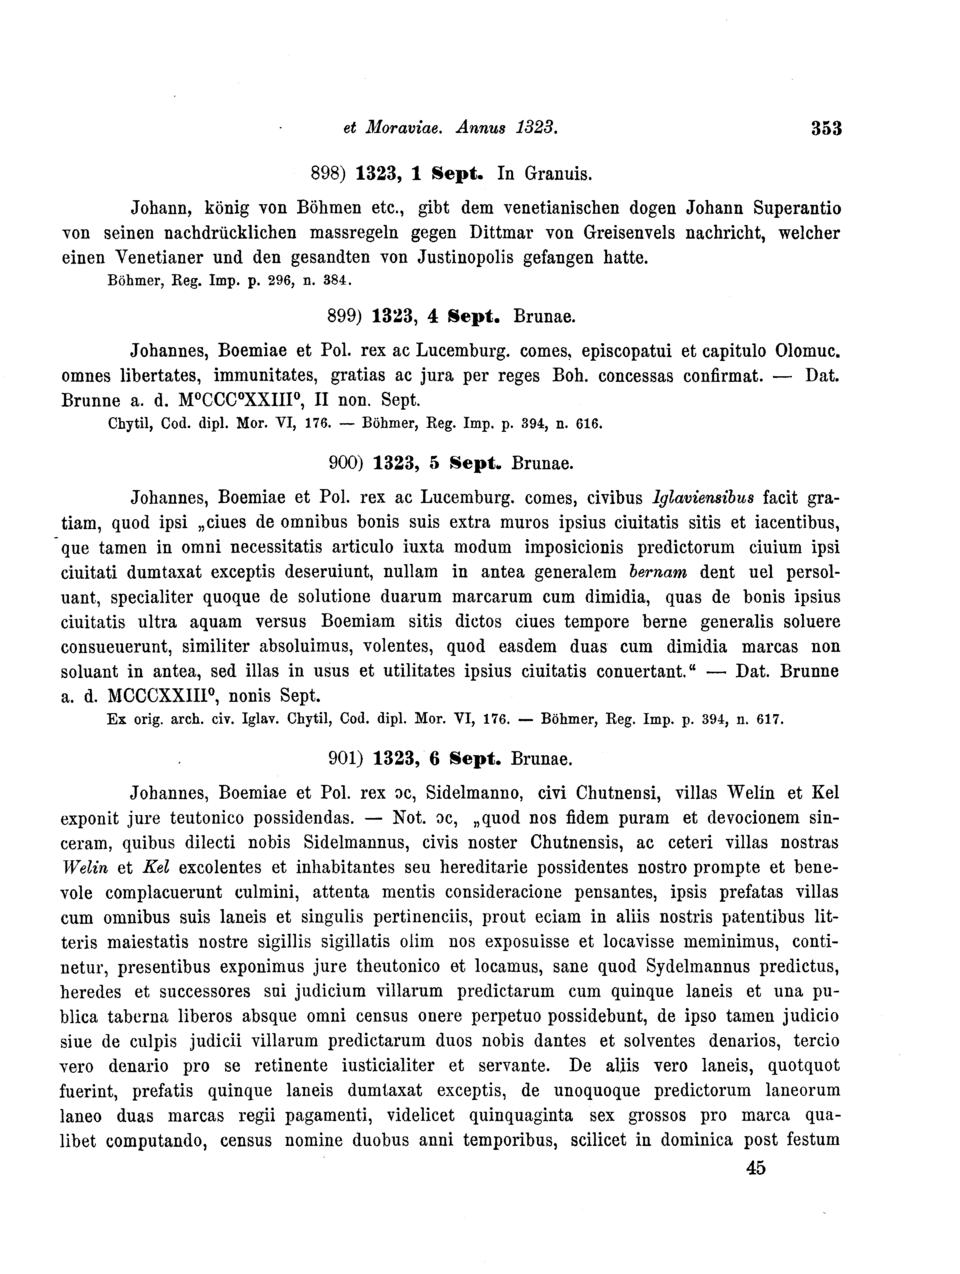 et Moraviae. Annus 1323. 353
898) 1323, 1 Sept. In Granuis.
Johann, könig von Böhmen etc., gibt dem venetianischen dogen Johann Superantio
von seinen nachdrücklichen massregeln gegen Dittmar von Greisenvels nachricht, welcher
einen Venetianer und den gesandten von Justinopolis gefangen hatte.
Böhmer, Reg. Imp. p. 296, n. 384.
899) 1323, 4 Sept. Brunae.
Johannes, Boemiae et Pol. rex ac Lucemburg. comes, episcopatui et capitulo Olomuc.
omnes libertates, immunitates, gratias ac jura per reges Boh. concessas confirmat. — Dat.
Brunne a. d. M⁰CCC⁰XXIII⁰, II non. Sept.
Chytil, Cod. dipl. Mor. VI, 176. — Böhmer, Reg. Imp. p. 394, n. 616.
900) 1323, 5 Sept. Brunae.
Johannes, Boemiae et Pol. rex ac Lucemburg. comes, civibus Iglaviensibus facit gra-
tiam, quod ipsi „ciues de omnibus bonis suis extra muros ipsius ciuitatis sitis et iacentibus,
que tamen in omni necessitatis articulo iuxta modum imposicionis predictorum ciuium ipsi
ciuitati dumtaxat exceptis deseruiunt, nullam in antea generalem bernam dent uel persol-
uant, specialiter quoque de solutione duarum marcarum cum dimidia, quas de bonis ipsius
ciuitatis ultra aquam versus Boemiam sitis dictos ciues tempore berne generalis soluere
consueuerunt, similiter absoluimus, volentes, quod easdem duas cum dimidia marcas non
soluant in antea, sed illas in usus et utilitates ipsius ciuitatis conuertant.“ — Dat. Brunne
a. d. MCCCXXIII⁰, nonis Sept.
Ex orig. arch. civ. Iglav. Chytil, Cod. dipl. Mor. VI, 176. — Böhmer, Reg. Imp. p. 394, n. 617.
901) 1323, 6 Sept. Brunae.
Johannes, Boemiae et Pol. rex ɔc, Sidelmanno, civi Chutnensi, villas Welin et Kel
exponit jure teutonico possidendas. — Not. ɔc, „quod nos fidem puram et devocionem sin-
ceram, quibus dilecti nobis Sidelmannus, civis noster Chutnensis, ac ceteri villas nostras
Welin et Kel excolentes et inhabitantes seu hereditarie possidentes nostro prompte et bene-
vole complacuerunt culmini, attenta mentis consideracione pensantes, ipsis prefatas villas
cum omnibus suis laneis et singulis pertinenciis, prout eciam in aliis nostris patentibus lit-
teris maiestatis nostre sigillis sigillatis olim nos exposuisse et locavisse meminimus, conti-
netur, presentibus exponimus jure theutonico et locamus, sane quod Sydelmannus predictus,
heredes et successores sui judicium villarum predictarum cum quinque laneis et una pu-
blica taberna liberos absque omni census onere perpetuo possidebunt, de ipso tamen judicio
siue de culpis judicii villarum predictarum duos nobis dantes et solventes denarios, tercio
vero denario pro se retinente iusticialiter et servante. De aliis vero laneis, quotquot
fuerint, prefatis quinque laneis dumtaxat exceptis, de unoquoque predictorum laneorum
laneo duas marcas regii pagamenti, videlicet quinquaginta sex grossos pro marca qua-
libet computando, census nomine duobus anni temporibus, scilicet in dominica post festum
45